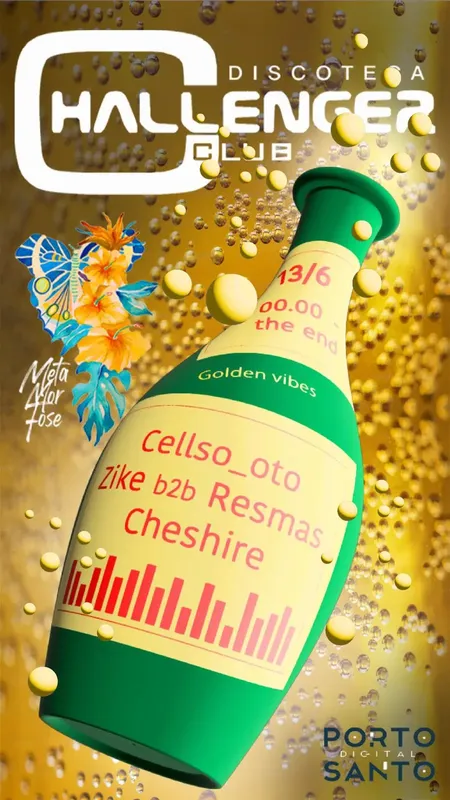 DISCOTECA
CHALLENGER
CLUB
13/6
00.00 -
the end
Golden vibes
Meta
Mor
fose
Cellso_oto
Zike b2b Resmas
Cheshire
PORTO
DIGITAL
SANTO